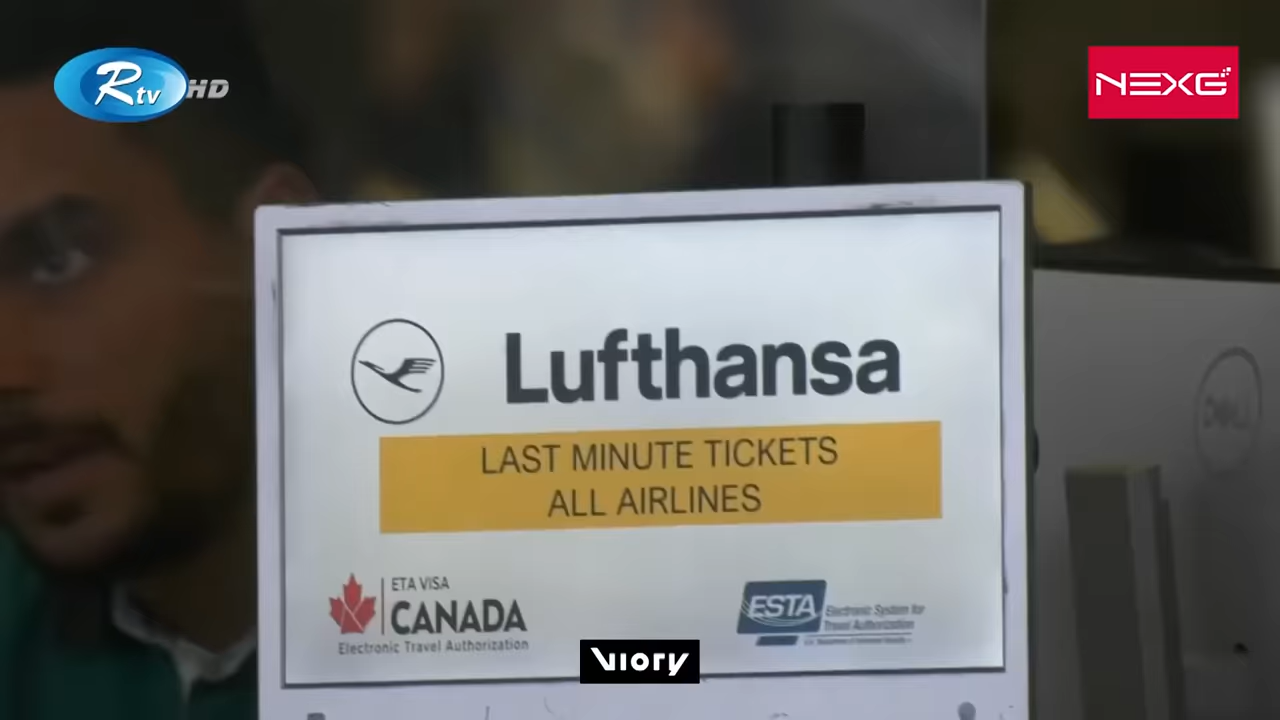 Rtv HD
NEXG
Lufthansa
LAST MINUTE TICKETS
ALL AIRLINES
ETA VISA
CANADA
Electronic Travel Authorization
ESTA
Electronic System for
Travel Authorization
DELL
VIORY